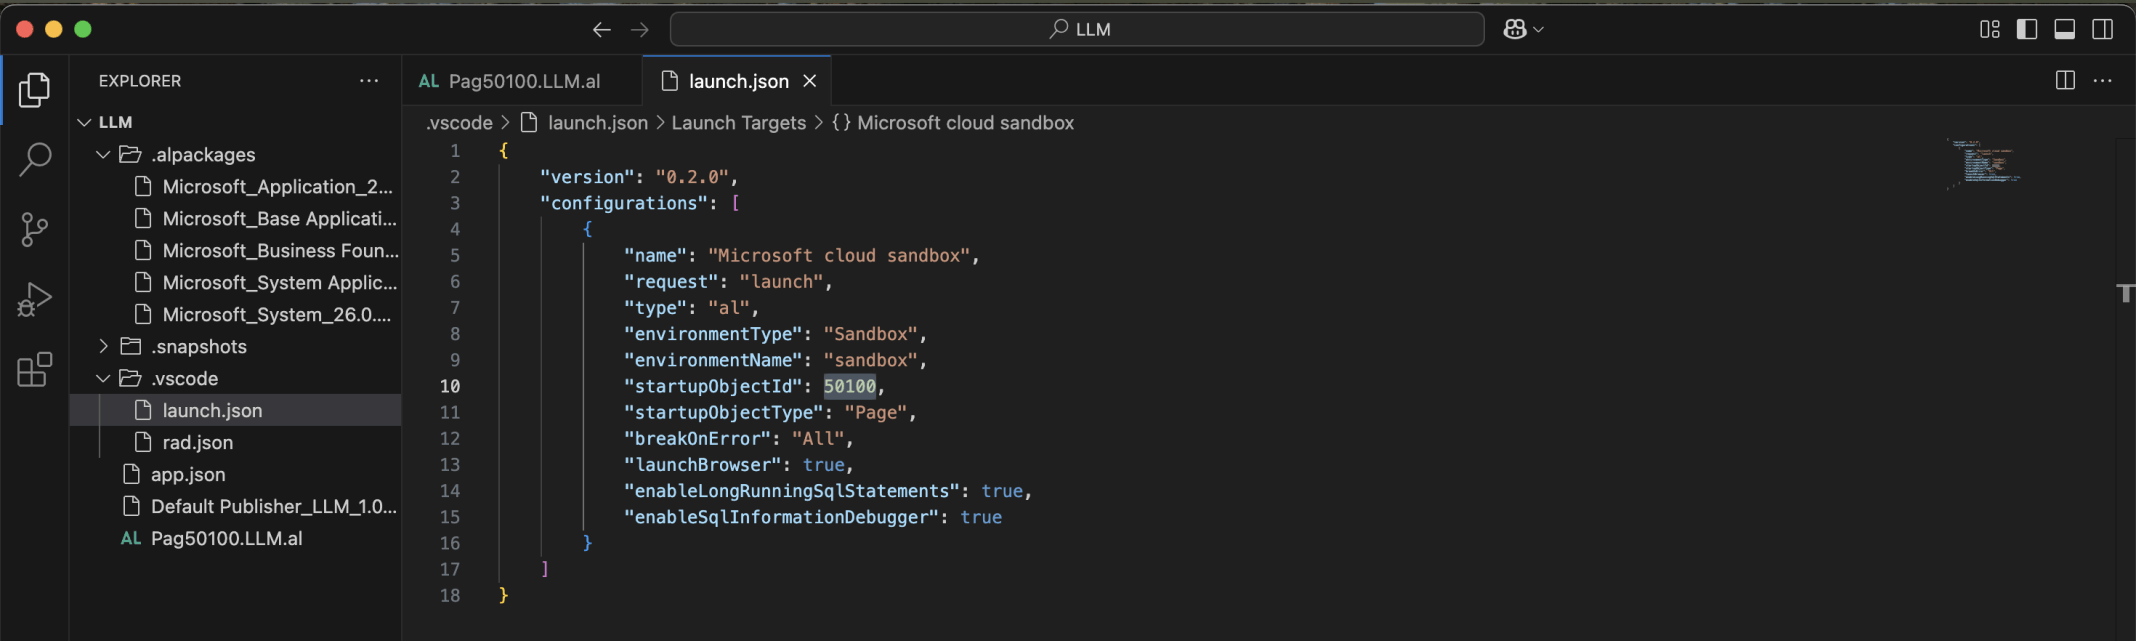 LLM
EXPLORER
LLM
.alpackages
Microsoft_Application_2...
Microsoft_Base Applicati...
Microsoft_Business Foun...
Microsoft_System Applic...
Microsoft_System_26.0....
.snapshots
.vscode
launch.json
rad.json
app.json
Default Publisher_LLM_1.0...
AL Pag50100.LLM.al
AL Pag50100.LLM.al
launch.json
.vscode > launch.json > Launch Targets > {} Microsoft cloud sandbox
1 {
2 "version": "0.2.0",
3 "configurations": [
4 {
5 "name": "Microsoft cloud sandbox",
6 "request": "launch",
7 "type": "al",
8 "environmentType": "Sandbox",
9 "environmentName": "sandbox",
10 "startupObjectId": 50100,
11 "startupObjectType": "Page",
12 "breakOnError": "All",
13 "launchBrowser": true,
14 "enableLongRunningSqlStatements": true,
15 "enableSqlInformationDebugger": true
16 }
17 ]
18 }